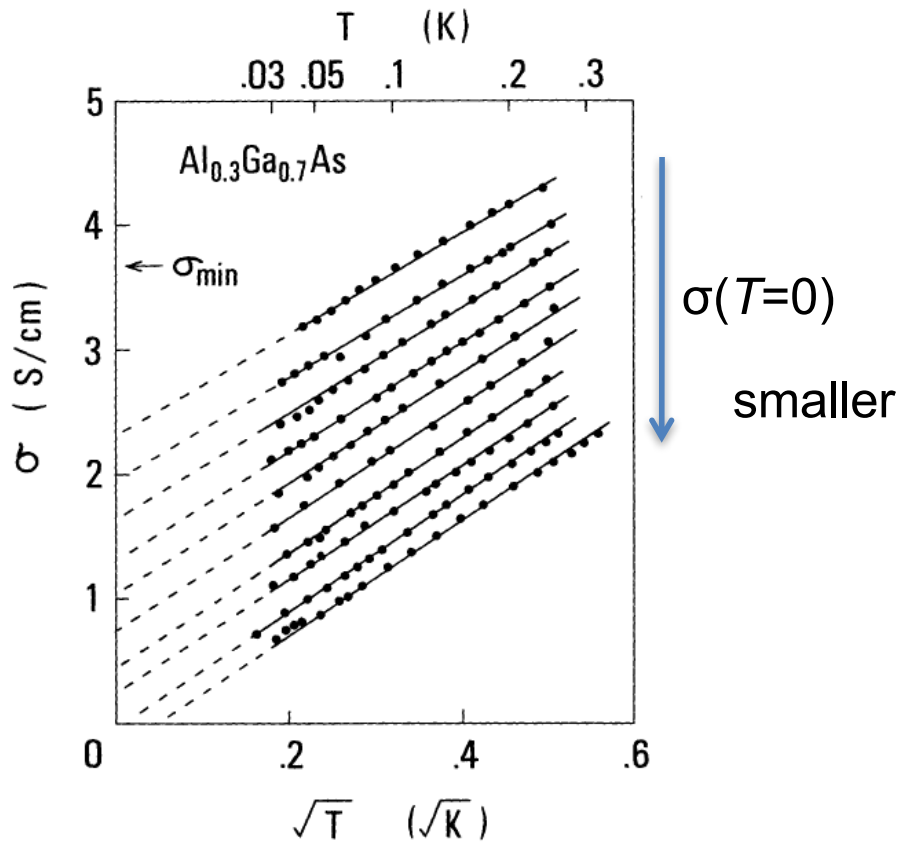 T (K)
.03 .05 .1 .2 .3
5
Al0.3Ga0.7As
4
← σmin
σ(T=0)
3
smaller
σ (S/cm)
2
1
0 .2 .4 .6
√T (√K)